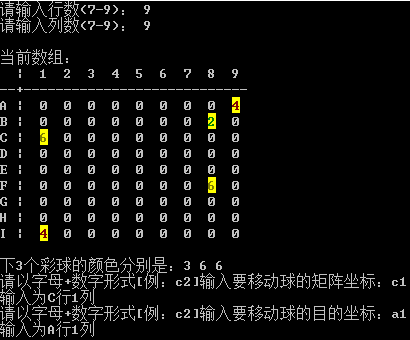 请输入行数(7-9): 9
请输入列数(7-9): 9
当前数组:
  ¦  1  2  3  4  5  6  7  8  9
--+---------------------------
A ¦  0  0  0  0  0  0  0  0  4
B ¦  0  0  0  0  0  0  0  2  0
C ¦  6  0  0  0  0  0  0  0  0
D ¦  0  0  0  0  0  0  0  0  0
E ¦  0  0  0  0  0  0  0  0  0
F ¦  0  0  0  0  0  0  0  6  0
G ¦  0  0  0  0  0  0  0  0  0
H ¦  0  0  0  0  0  0  0  0  0
I ¦  4  0  0  0  0  0  0  0  0
下3个彩球的颜色分别是：3 6 6
请以字母+数字形式[例：c2]输入要移动球的矩阵坐标：c1
输入为C行1列
请以字母+数字形式[例：c2]输入要移动球的目的坐标：a1
输入为A行1列